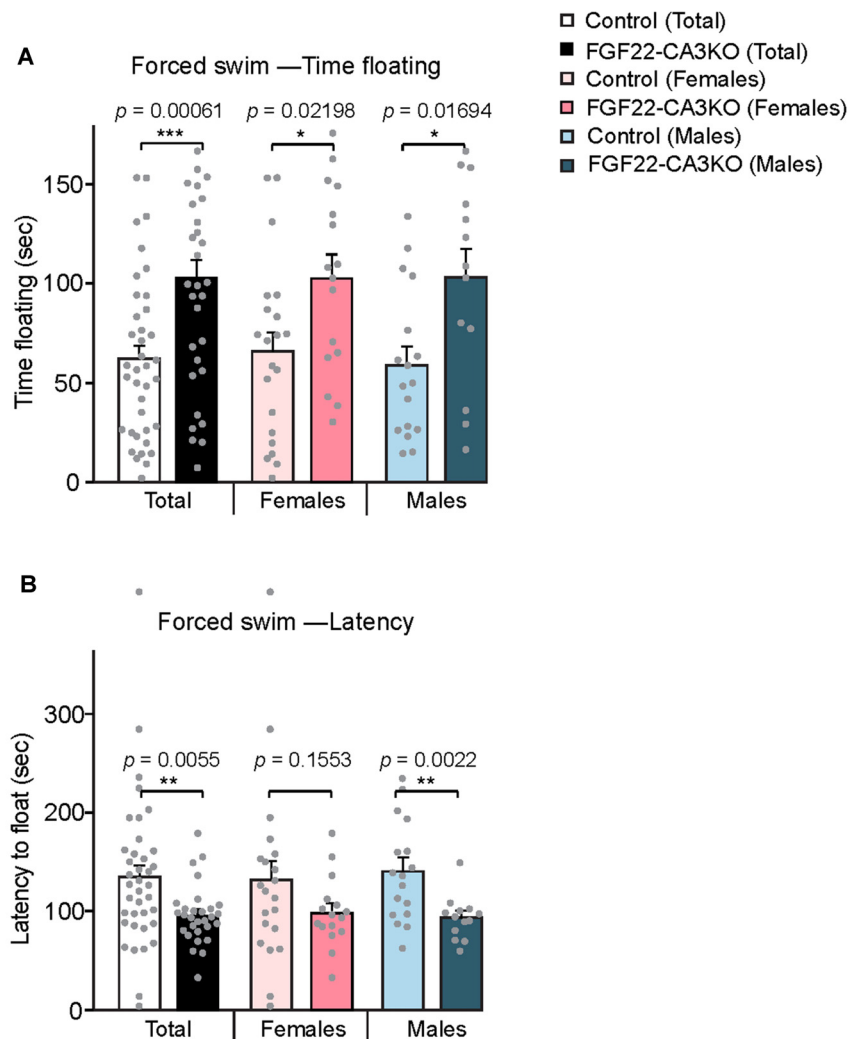 Control (Total)
FGF22-CA3KO (Total)
Control (Females)
FGF22-CA3KO (Females)
Control (Males)
FGF22-CA3KO (Males)
A
Forced swim —Time floating
p = 0.00061 p = 0.02198 p = 0.01694
*** * *
Time floating (sec)
150
100
50
0
Total Females Males
B
Forced swim —Latency
Latency to float (sec)
300
p = 0.0055 p = 0.1553 p = 0.0022
** **
200
100
0
Total Females Males